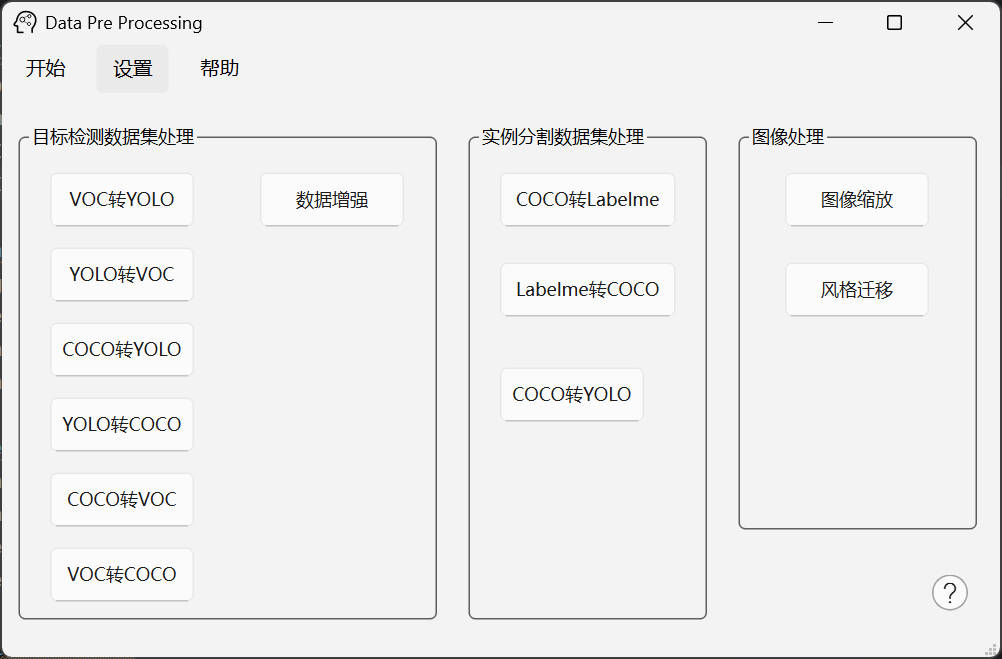 Data Pre Processing
开始 设置 帮助
目标检测数据集处理
VOC转YOLO
数据增强
YOLO转VOC
COCO转YOLO
YOLO转COCO
COCO转VOC
VOC转COCO
实例分割数据集处理
COCO转Labelme
Labelme转COCO
COCO转YOLO
图像处理
图像缩放
风格迁移
?